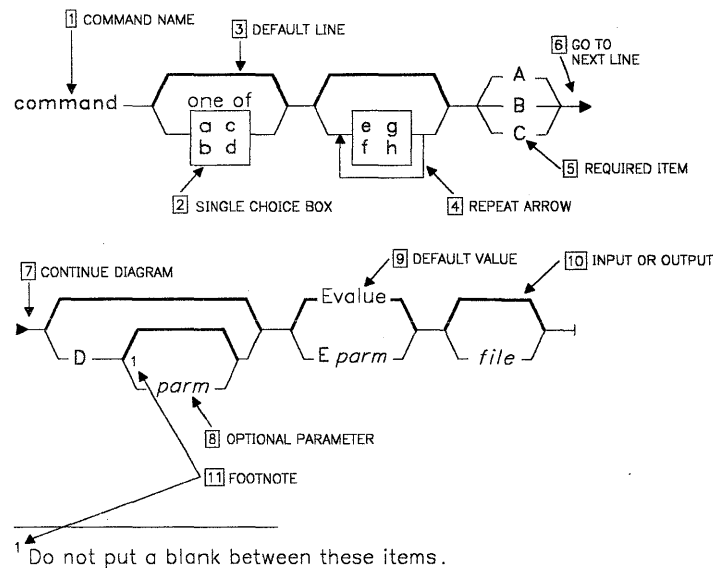 1 COMMAND NAME
3 DEFAULT LINE
6 GO TO
NEXT LINE
command
one of
a c
b d
e g
f h
A
B
C
2 SINGLE CHOICE BOX
4 REPEAT ARROW
5 REQUIRED ITEM
7 CONTINUE DIAGRAM
9 DEFAULT VALUE
10 INPUT OR OUTPUT
Evalue
D
1
parm
E parm
file
8 OPTIONAL PARAMETER
11 FOOTNOTE
1 Do not put a blank between these items.